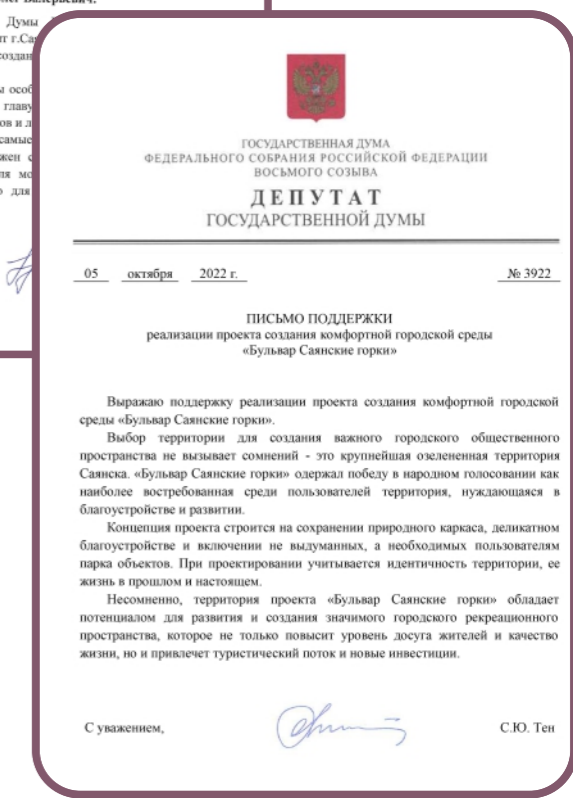 Думы
г.Сая
создан
особ
главу
ов и л
самые
жен с
ля мо
для
ГОСУДАРСТВЕННАЯ ДУМА
ФЕДЕРАЛЬНОГО СОБРАНИЯ РОССИЙСКОЙ ФЕДЕРАЦИИ
ВОСЬМОГО СОЗЫВА
ДЕПУТАТ
ГОСУДАРСТВЕННОЙ ДУМЫ
05 октября 2022 г. № 3922
ПИСЬМО ПОДДЕРЖКИ
реализации проекта создания комфортной городской среды
«Бульвар Саянские горки»
Выражаю поддержку реализации проекта создания комфортной городской
среды «Бульвар Саянские горки».
Выбор территории для создания важного городского общественного
пространства не вызывает сомнений - это крупнейшая озелененная территория
Саянска. «Бульвар Саянские горки» одержал победу в народном голосовании как
наиболее востребованная среди пользователей территория, нуждающаяся в
благоустройстве и развитии.
Концепция проекта строится на сохранении природного каркаса, деликатном
благоустройстве и включении не выдуманных, а необходимых пользователям
парка объектов. При проектировании учитывается идентичность территории, ее
жизнь в прошлом и настоящем.
Несомненно, территория проекта «Бульвар Саянские горки» обладает
потенциалом для развития и создания значимого городского рекреационного
пространства, которое не только повысит уровень досуга жителей и качество
жизни, но и привлечет туристический поток и новые инвестиции.
С уважением, С.Ю. Тен